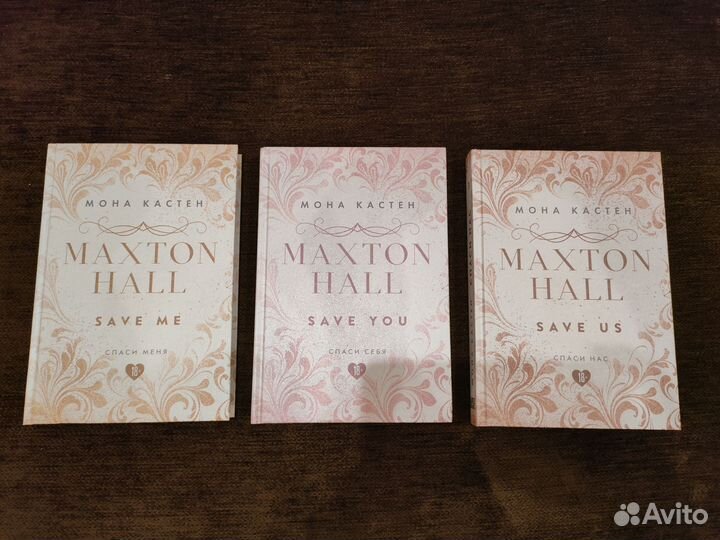 МОНА КАСТЕН
MAXTON
HALL
SAVE ME
СПАСИ МЕНЯ
18+
МОНА КАСТЕН
MAXTON
HALL
SAVE YOU
СПАСИ СЕБЯ
18+
МОНА КАСТЕН
MAXTON
HALL
SAVE US
СПАСИ НАС
18+
Avito